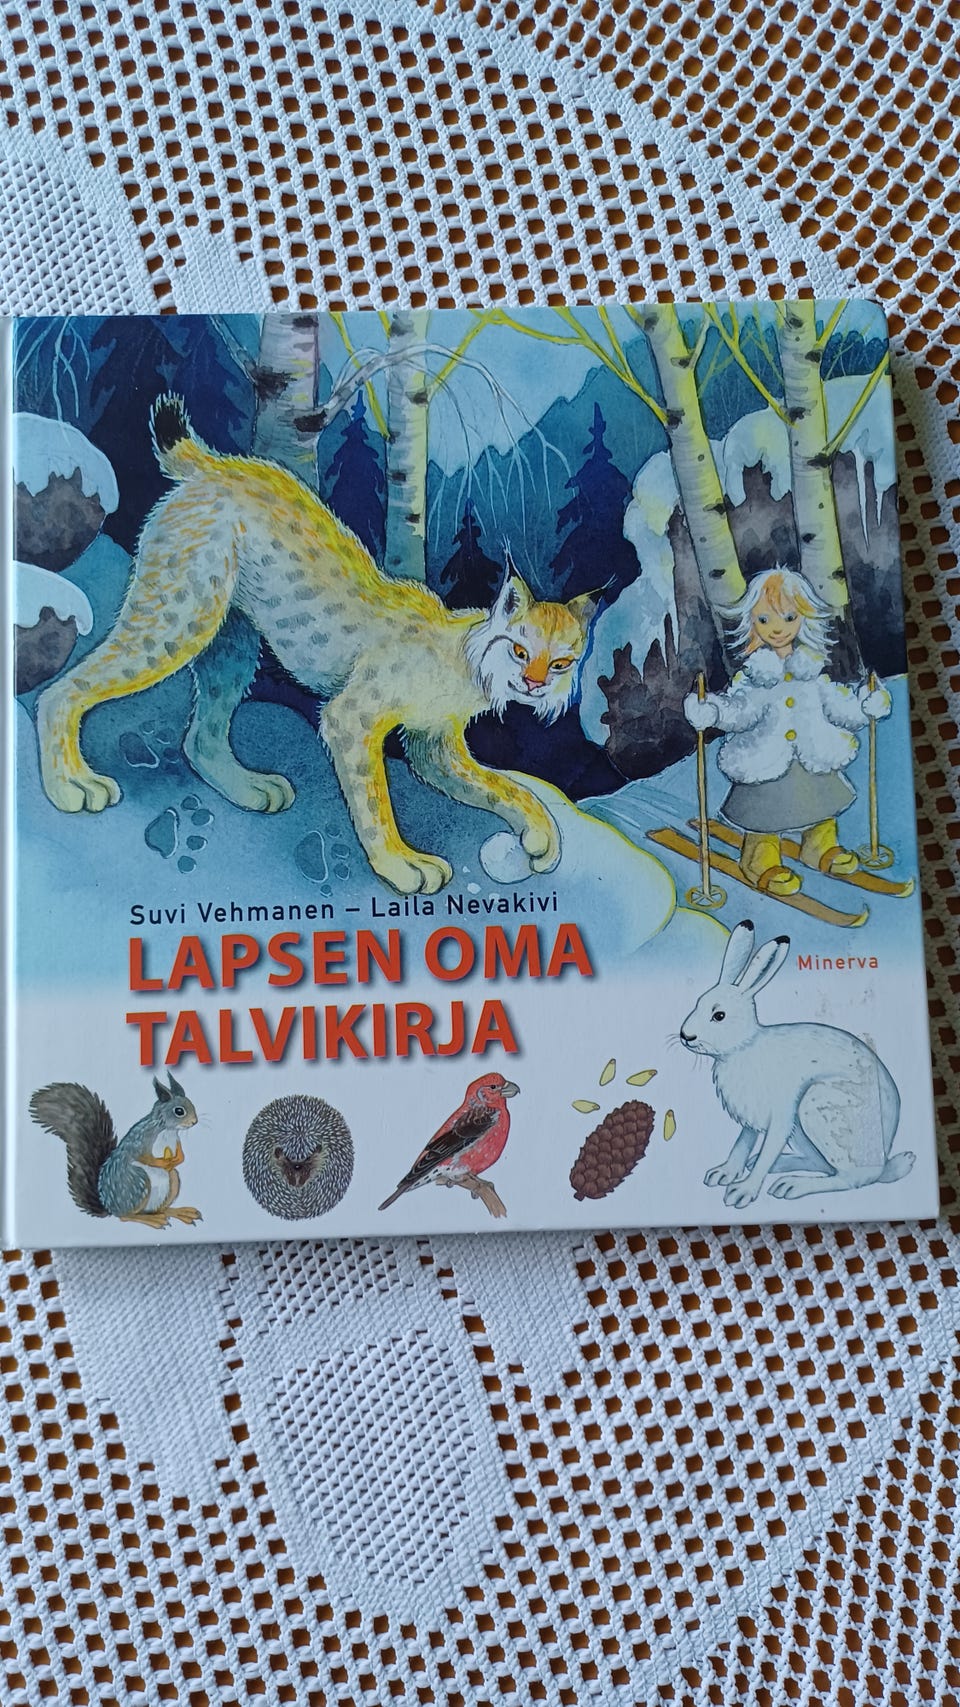 Suvi Vehmanen – Laila Nevakivi
LAPSEN OMA
TALVIKIRJA
Minerva